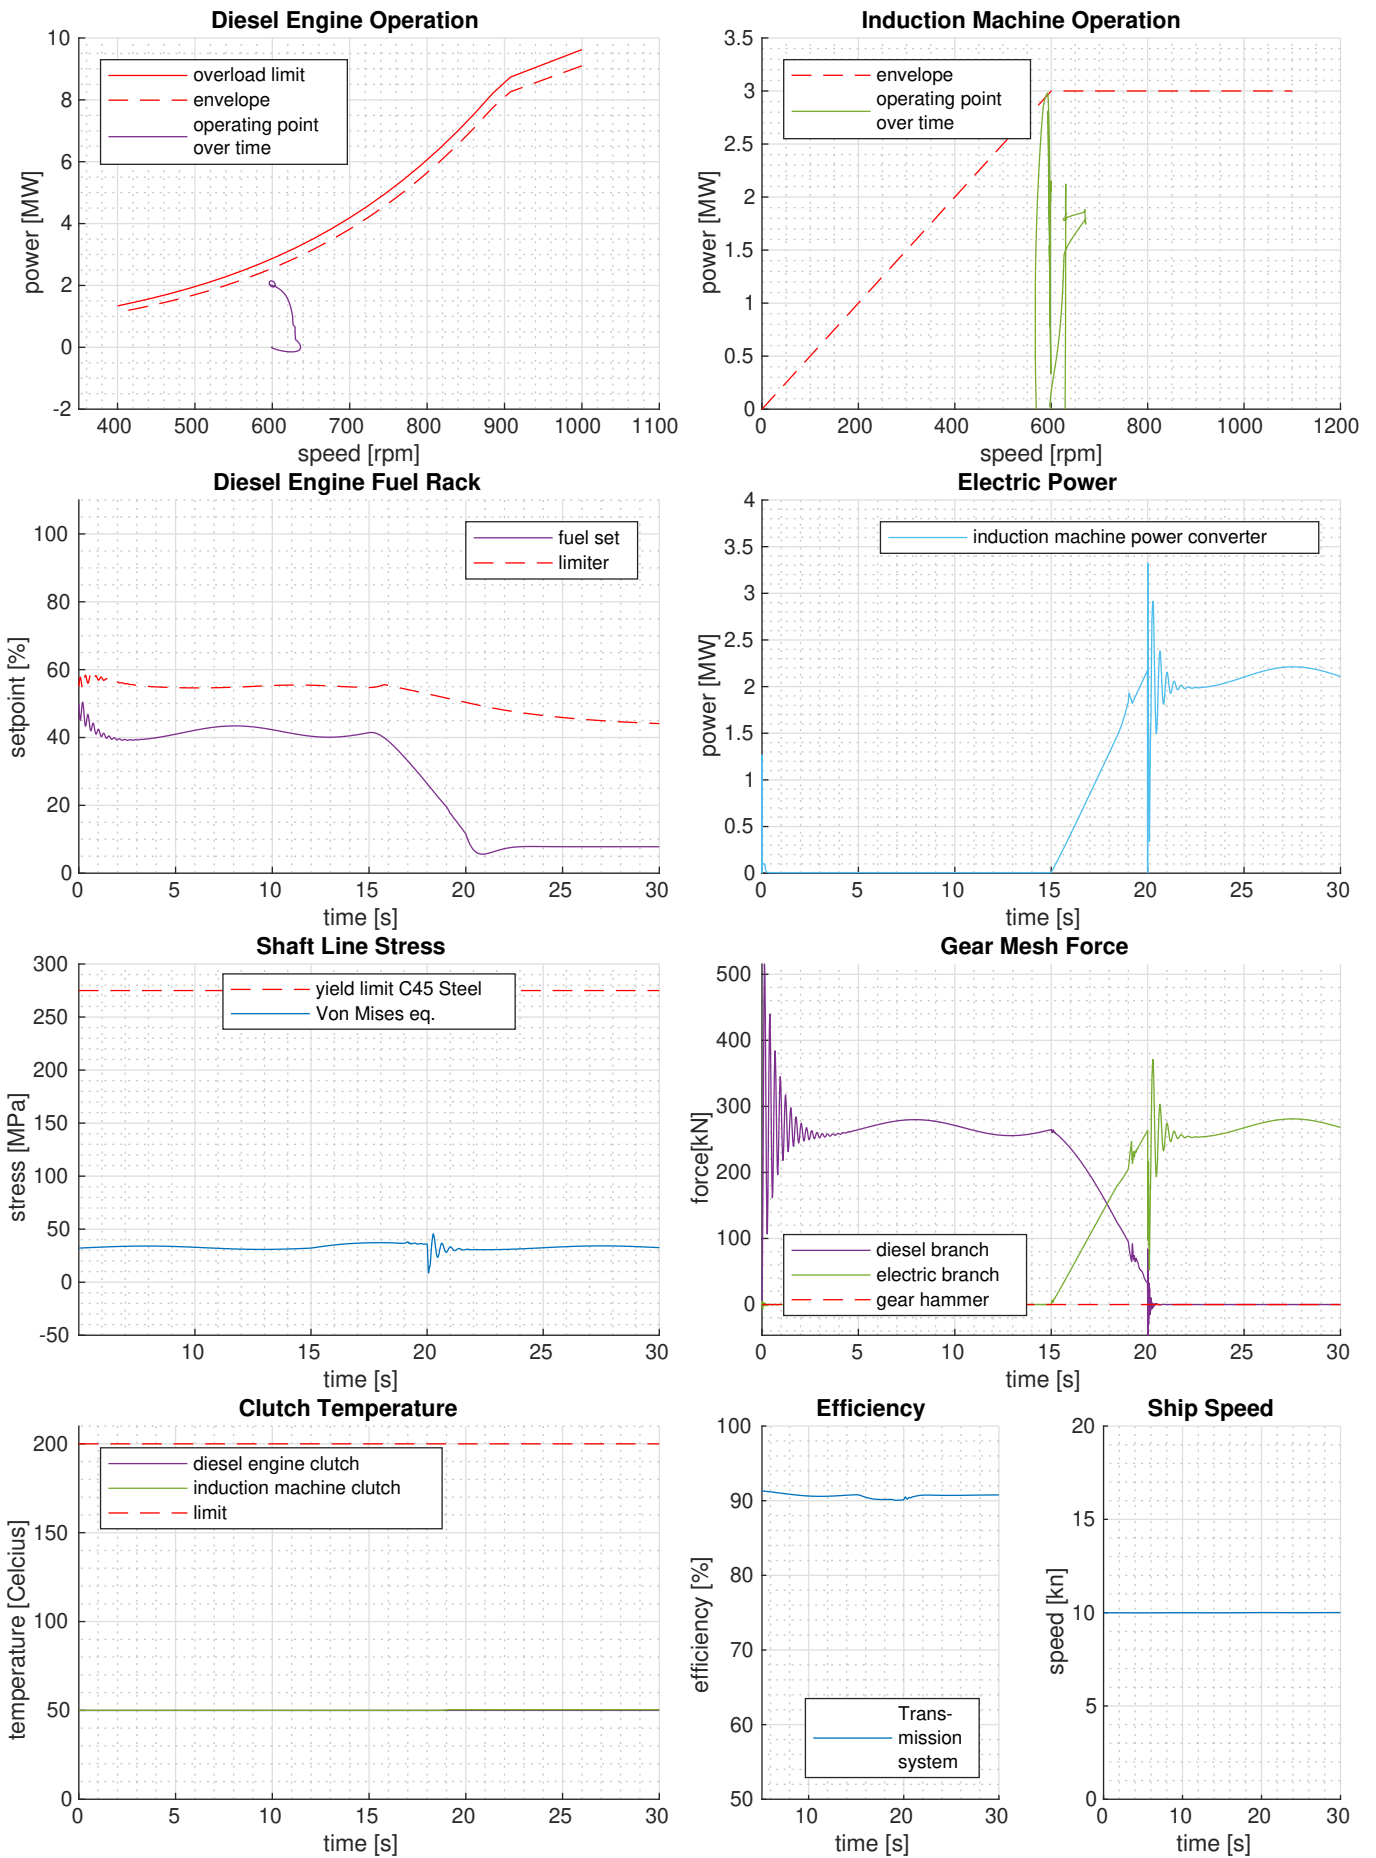 Diesel Engine Operation
10
8
6
4
2
0
-2
power [MW]
overload limit
envelope
operating point
over time
400 500 600 700 800 900 1000 1100
speed [rpm]
Induction Machine Operation
3.5
3
2.5
2
1.5
1
0.5
0
power [MW]
envelope
operating point
over time
0 200 400 600 800 1000 1200
speed [rpm]
Diesel Engine Fuel Rack
100
80
60
40
20
0
setpoint [%]
fuel set
limiter
0 5 10 15 20 25 30
time [s]
Electric Power
4
3.5
3
2.5
2
1.5
1
0.5
0
power [MW]
induction machine power converter
0 5 10 15 20 25 30
time [s]
Shaft Line Stress
300
250
200
150
100
50
0
-50
stress [MPa]
yield limit C45 Steel
Von Mises eq.
10 15 20 25 30
time [s]
Gear Mesh Force
500
400
300
200
100
0
force[kN]
diesel branch
electric branch
gear hammer
0 5 10 15 20 25 30
time [s]
Clutch Temperature
200
150
100
50
0
temperature [Celcius]
diesel engine clutch
induction machine clutch
limit
0 5 10 15 20 25 30
time [s]
Efficiency
100
90
80
70
60
50
efficiency [%]
Trans-
mission
system
10 20 30
time [s]
Ship Speed
20
15
10
5
0
speed [kn]
0 10 20 30
time [s]